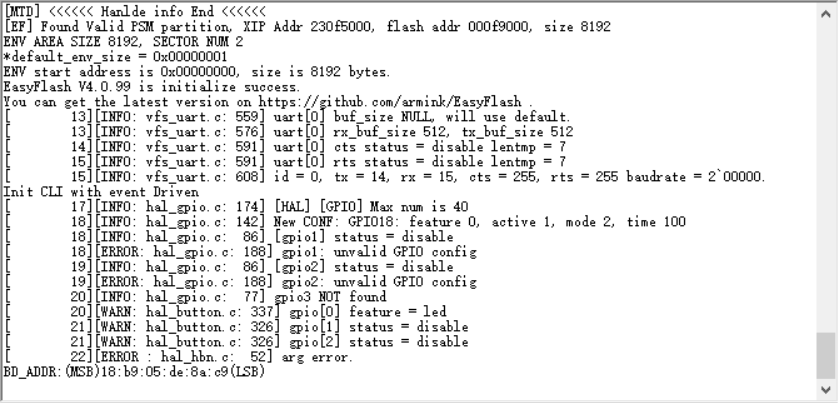 [MTD] <<<<<< Hanlde info End <<<<<<
[EF] Found Valid PSM partition, XIP Addr 230f5000, flash addr 000f9000, size 8192
ENV AREA SIZE 8192, SECTOR NUM 2
*default_env_size = 0x00000001
ENV start address is 0x00000000, size is 8192 bytes.
EasyFlash V4.0.99 is initialize success.
You can get the latest version on https://github.com/armink/EasyFlash .
[        13][INFO: vfs_uart.c: 559] uart[0] buf_size NULL, will use default.
[        13][INFO: vfs_uart.c: 576] uart[0] rx_buf_size 512, tx_buf_size 512
[        14][INFO: vfs_uart.c: 591] uart[0] cts status = disable lentmp = 7
[        15][INFO: vfs_uart.c: 591] uart[0] rts status = disable lentmp = 7
[        15][INFO: vfs_uart.c: 608] id = 0, tx = 14, rx = 15, cts = 255, rts = 255 baudrate = 2`00000.
Init CLI with event Driven
[        17][INFO: hal_gpio.c: 174] [HAL] [GPIO] Max num is 40
[        18][INFO: hal_gpio.c: 142] New CONF: GPIO18: feature 0, active 1, mode 2, time 100
[        18][INFO: hal_gpio.c:  86] [gpio1] status = disable
[        18][ERROR: hal_gpio.c: 188] gpio1: unvalid GPIO config
[        19][INFO: hal_gpio.c:  86] [gpio2] status = disable
[        19][ERROR: hal_gpio.c: 188] gpio2: unvalid GPIO config
[        20][INFO: hal_gpio.c:  77] gpio3 NOT found
[        20][WARN: hal_button.c: 337] gpio[0] feature = led
[        21][WARN: hal_button.c: 326] gpio[1] status = disable
[        21][WARN: hal_button.c: 326] gpio[2] status = disable
[        22][ERROR : hal_hbn.c:  52] arg error.
BD_ADDR:(MSB)18:b9:05:de:8a:c9(LSB)